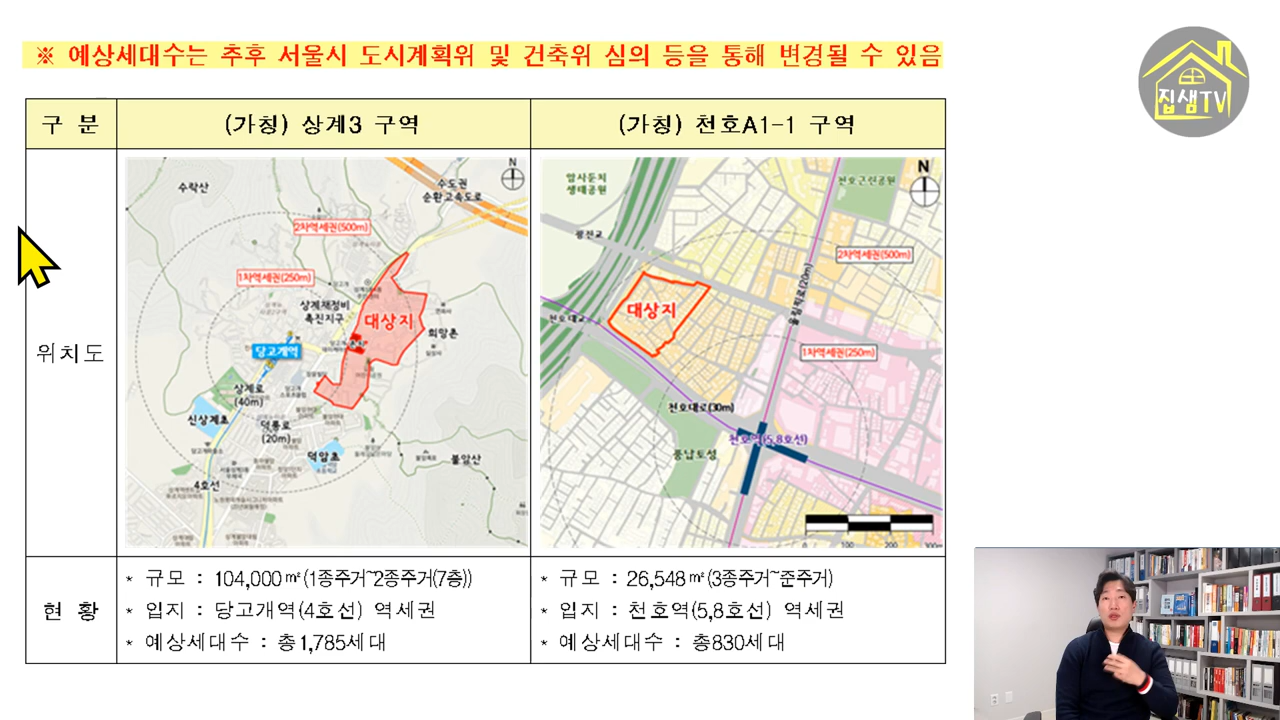 ※ 예상세대수는 추후 서울시 도시계획위 및 건축위 심의 등을 통해 변경될 수 있음
집샘TV
구 분
(가칭) 상계3 구역
(가칭) 천호A1-1 구역
위치도
수락산
수도권
순환고속도로
N
2차역세권(500m)
1차역세권(250m)
상계재정비
촉진지구
대상지
희망촌
당고개역
상계로
(40m)
신상계초
덕릉로
(20m)
덕암초
불암산
4호선
암사둔치
생태공원
천호근린공원
N
광진교
2차역세권(500m)
올림픽로(20m)
대상지
천호대교
1차역세권(250m)
천호대로(30m)
천호역(5,8호선)
풍납토성
0 100 200 300m
현 황
* 규모 : 104,000㎡(1종주거~2종주거(7층))
* 입지 : 당고개역(4호선) 역세권
* 예상세대수 : 총1,785세대
* 규모 : 26,548㎡(3종주거~준주거)
* 입지 : 천호역(5,8호선) 역세권
* 예상세대수 : 총830세대